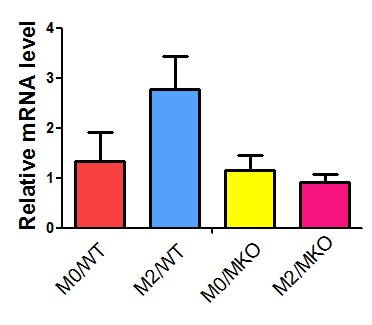 Relative mRNA level
4
3
2
1
0
M0/WT
M2/WT
M0/MKO
M2/MKO